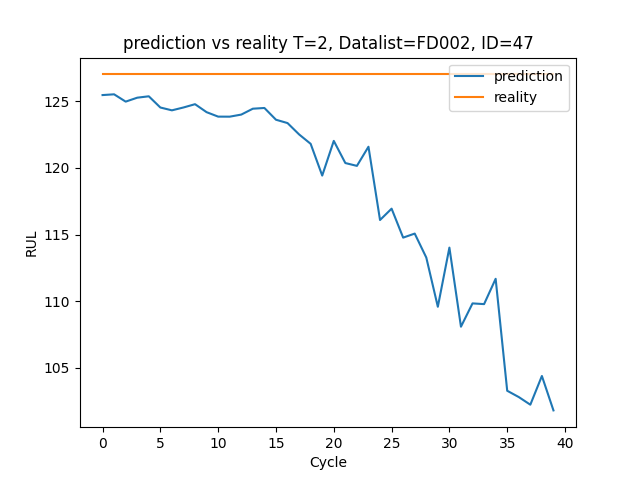 prediction vs reality T=2, Datalist=FD002, ID=47
prediction
reality
125
120
115
110
105
RUL
0 5 10 15 20 25 30 35 40
Cycle